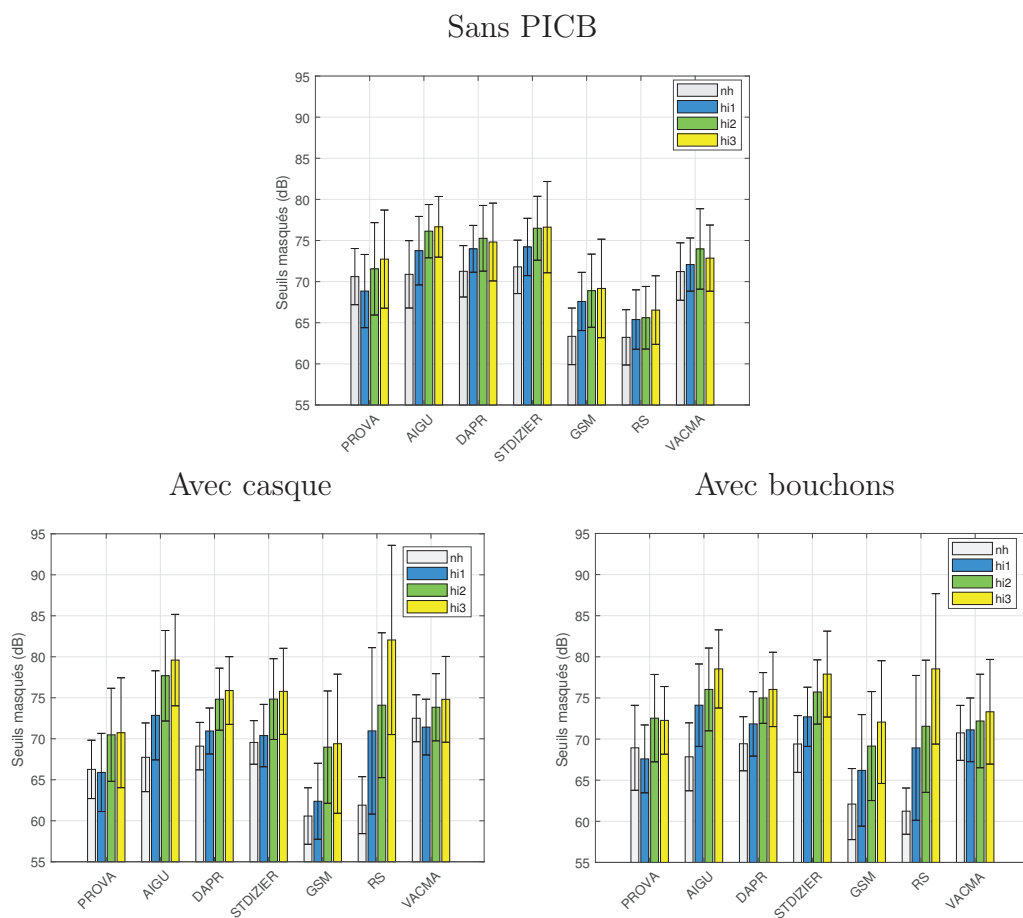 Sans PICB
95
90
85
80
75
70
65
60
55
Seuils masqués (dB)
nh
hi1
hi2
hi3
PROVA
AIGU
DAPR
STDIZIER
GSM
RS
VACMA
Avec casque
95
90
85
80
75
70
65
60
55
Seuils masqués (dB)
nh
hi1
hi2
hi3
PROVA
AIGU
DAPR
STDIZIER
GSM
RS
VACMA
Avec bouchons
95
90
85
80
75
70
65
60
55
Seuils masqués (dB)
nh
hi1
hi2
hi3
PROVA
AIGU
DAPR
STDIZIER
GSM
RS
VACMA